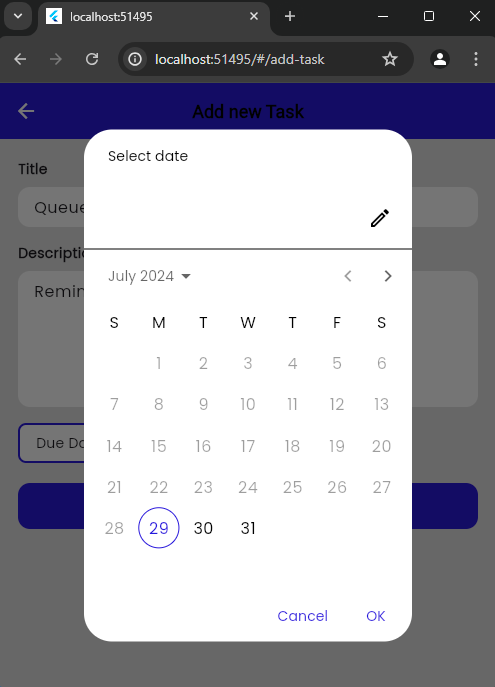 localhost:51495
localhost:51495/#/add-task
Add new Task
Select date
Title
Queue
Descriptio
Remin
July 2024
S M T W T F S
1 2 3 4 5 6
7 8 9 10 11 12 13
14 15 16 17 18 19 20
21 22 23 24 25 26 27
Due Da
28 29 30 31
Cancel OK